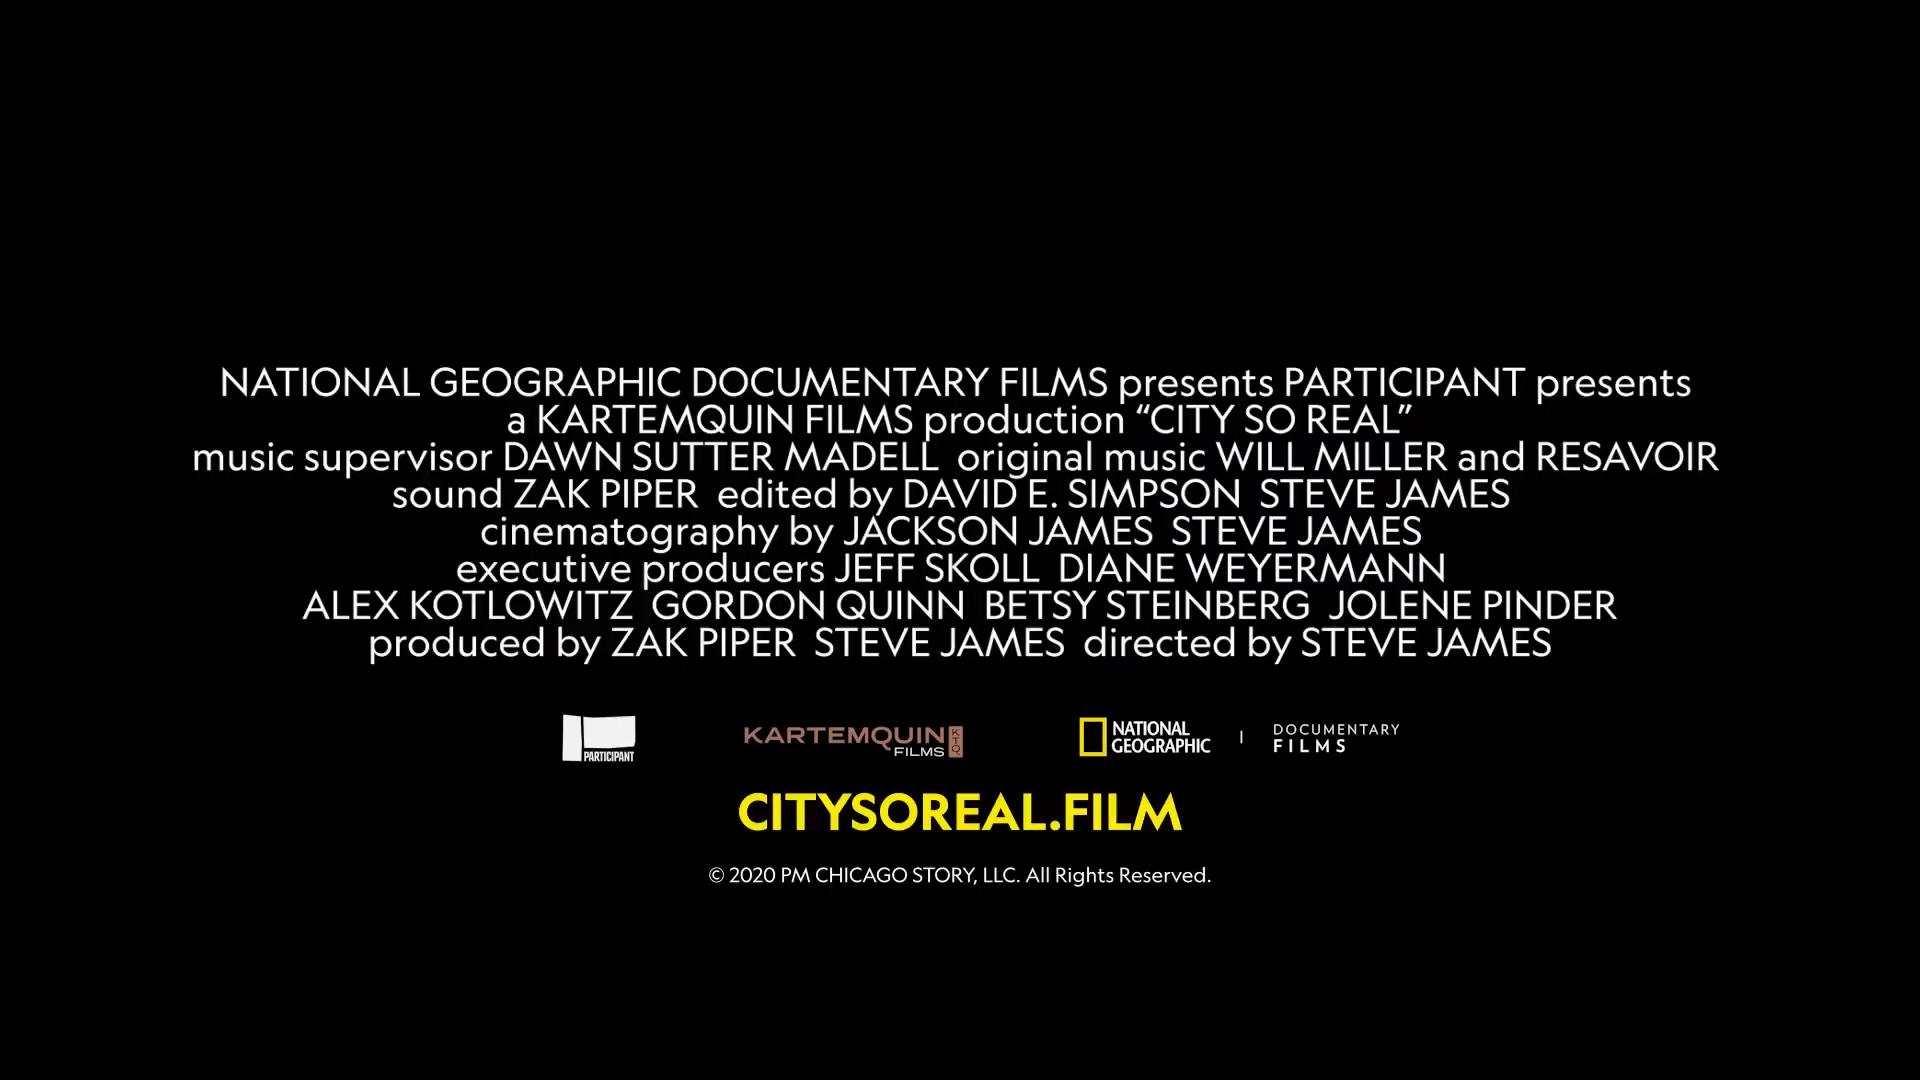 NATIONAL GEOGRAPHIC DOCUMENTARY FILMS presents PARTICIPANT presents
a KARTEMQUIN FILMS production “CITY SO REAL”
music supervisor DAWN SUTTER MADELL original music WILL MILLER and RESAVOIR
sound ZAK PIPER edited by DAVID E. SIMPSON STEVE JAMES
cinematography by JACKSON JAMES STEVE JAMES
executive producers JEFF SKOLL DIANE WEYERMANN
ALEX KOTLOWITZ GORDON QUINN BETSY STEINBERG JOLENE PINDER
produced by ZAK PIPER STEVE JAMES directed by STEVE JAMES
PARTICIPANT
KARTEMQUIN
FILMS
KTQ
NATIONAL
GEOGRAPHIC
DOCUMENTARY
FILMS
CITYSOREAL.FILM
© 2020 PM CHICAGO STORY, LLC. All Rights Reserved.